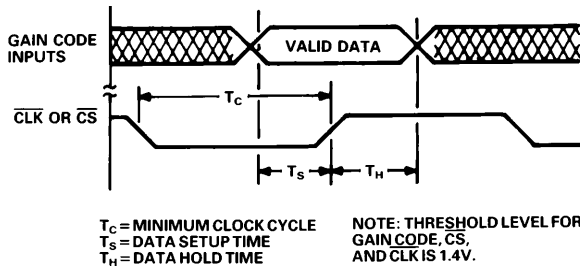 GAIN CODE
INPUTS
VALID DATA
T_C
CLK OR CS
T_S
T_H
T_C = MINIMUM CLOCK CYCLE
T_S = DATA SETUP TIME
T_H = DATA HOLD TIME
NOTE: THRESHOLD LEVEL FOR
GAIN CODE, CS,
AND CLK IS 1.4V.